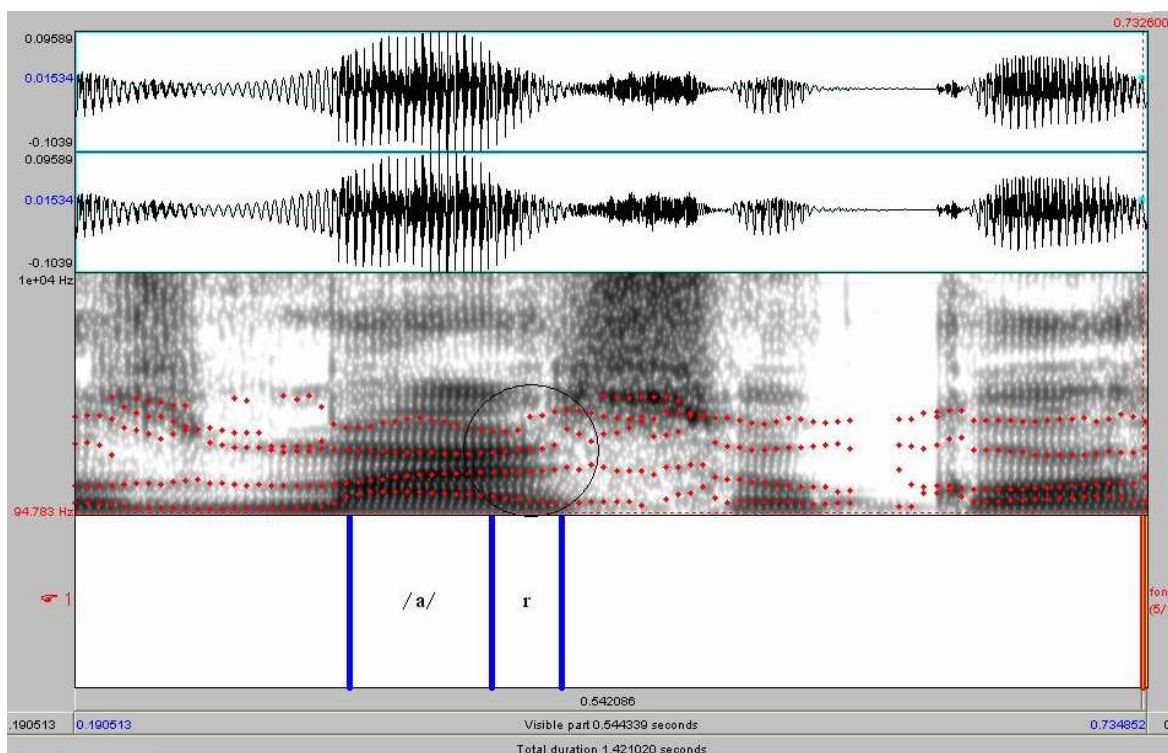 0.732600
0.09589
0.01534
-0.1039
0.09589
0.01534
-0.1039
1e+04 Hz
94.783 Hz
1
/a/
r
fon
(5/
0.542086
.190513
0.190513
Visible part 0.544339 seconds
0.734852
Total duration 1.421020 seconds